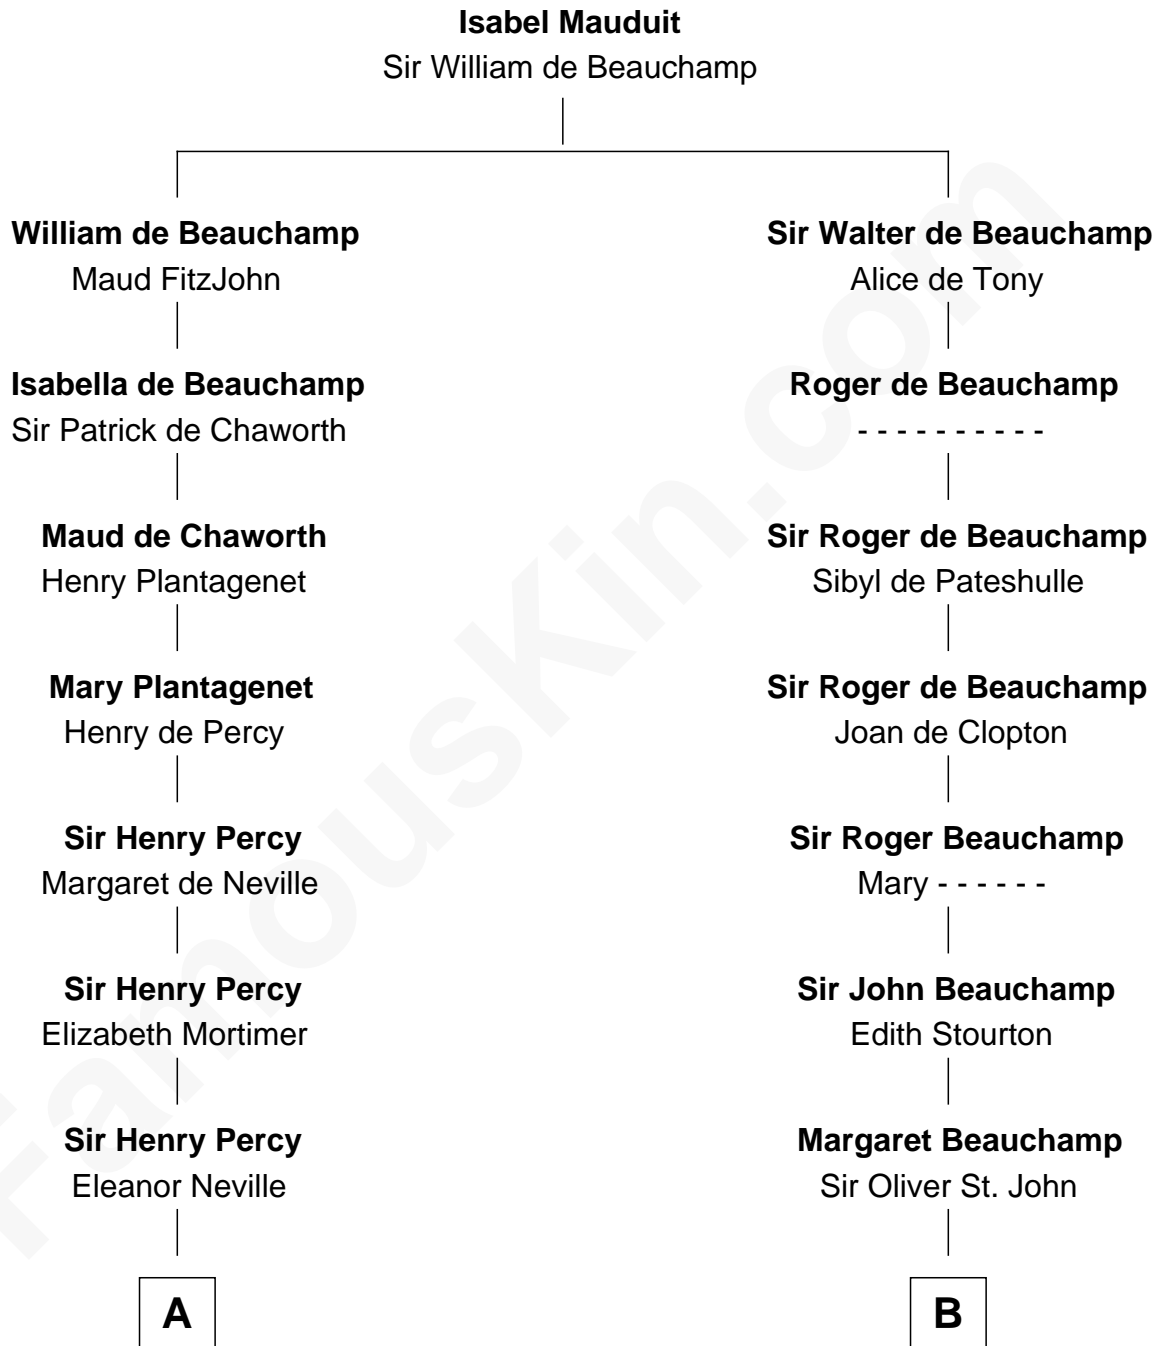 Isabel Mauduit
Sir William de Beauchamp
William de Beauchamp
Maud FitzJohn
Sir Walter de Beauchamp
Alice de Tony
Isabella de Beauchamp
Sir Patrick de Chaworth
Roger de Beauchamp
- - - - - - - - - -
Maud de Chaworth
Henry Plantagenet
Sir Roger de Beauchamp
Sibyl de Pateshulle
Mary Plantagenet
Henry de Percy
Sir Roger de Beauchamp
Joan de Clopton
Sir Henry Percy
Margaret de Neville
Sir Roger Beauchamp
Mary - - - - - -
Sir Henry Percy
Elizabeth Mortimer
Sir John Beauchamp
Edith Stourton
Sir Henry Percy
Eleanor Neville
Margaret Beauchamp
Sir Oliver St. John
A
B
FamousKin.com